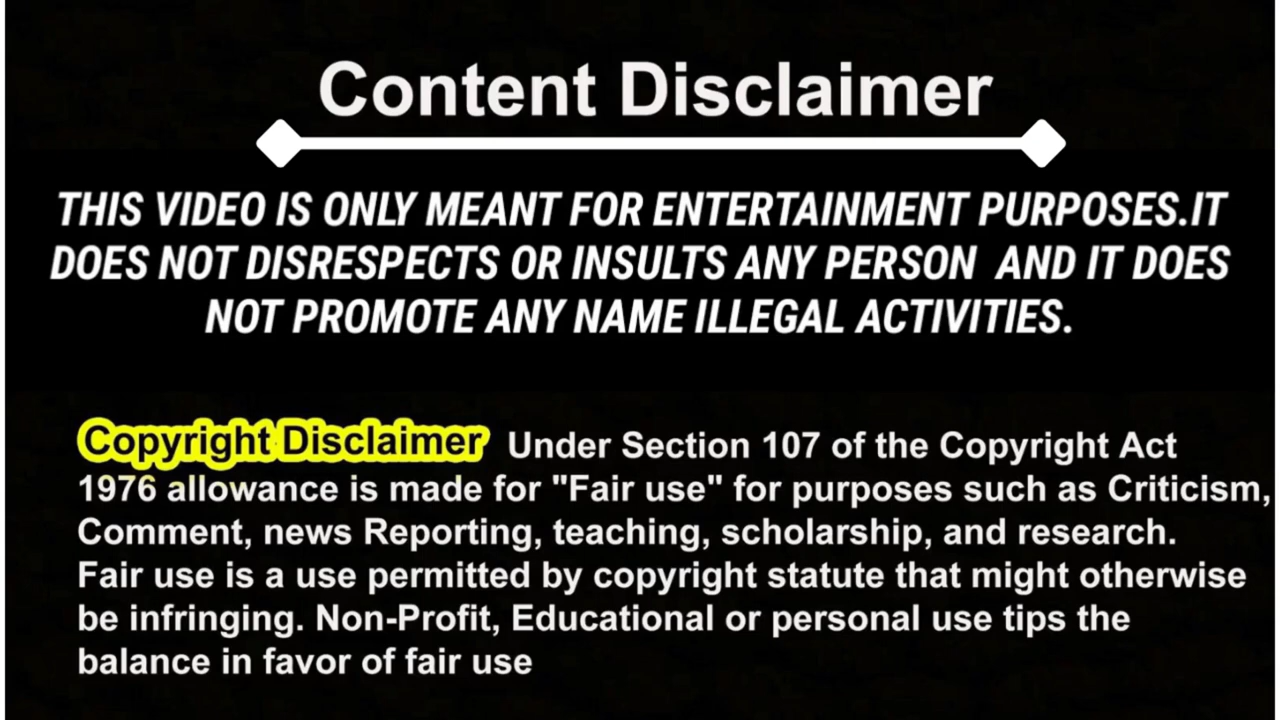 Content Disclaimer
THIS VIDEO IS ONLY MEANT FOR ENTERTAINMENT PURPOSES.IT
DOES NOT DISRESPECTS OR INSULTS ANY PERSON AND IT DOES
NOT PROMOTE ANY NAME ILLEGAL ACTIVITIES.
Copyright Disclaimer Under Section 107 of the Copyright Act
1976 allowance is made for "Fair use" for purposes such as Criticism,
Comment, news Reporting, teaching, scholarship, and research.
Fair use is a use permitted by copyright statute that might otherwise
be infringing. Non-Profit, Educational or personal use tips the
balance in favor of fair use